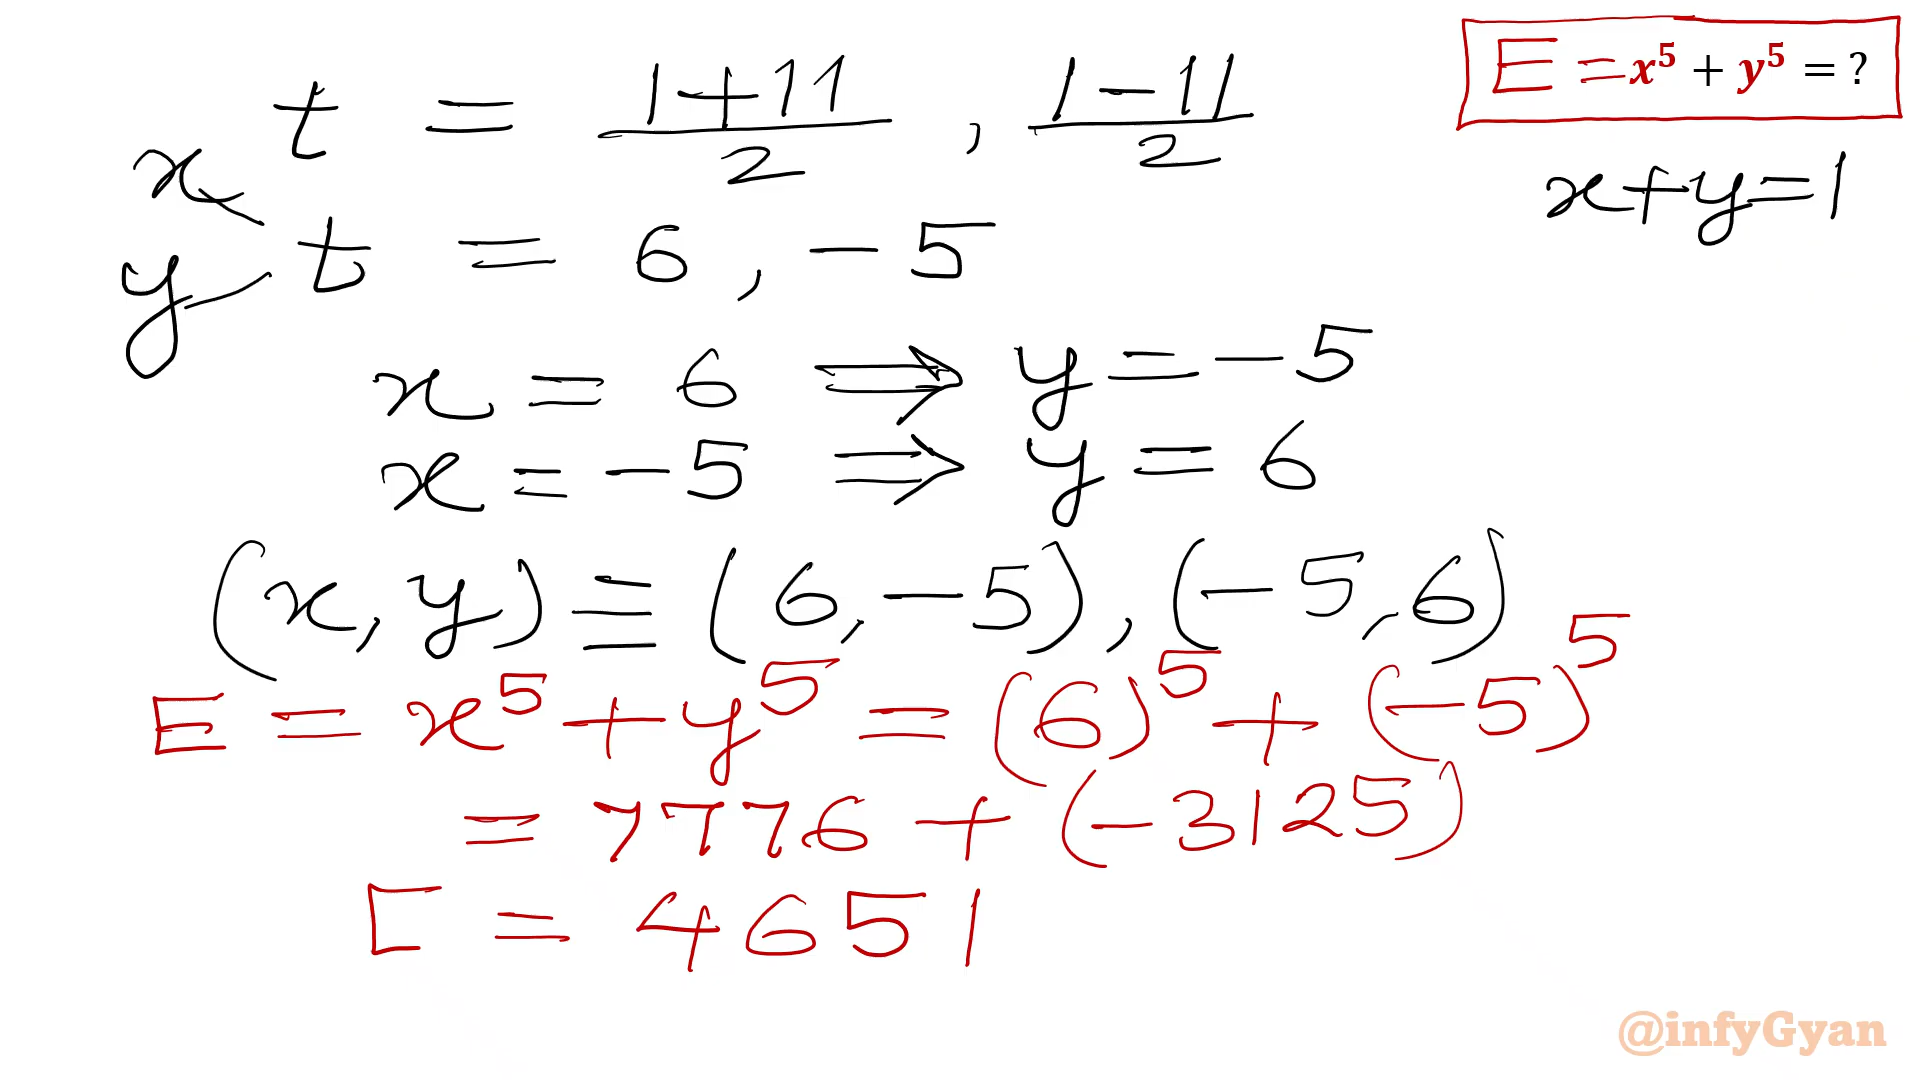 E = x⁵ + y⁵ = ?
x + y = 1
t = (1+11)/2 , (1-11)/2
x
y
t = 6 , -5
x = 6 ⇒ y = -5
x = -5 ⇒ y = 6
(x, y) ≡ (6, -5), (-5, 6)
E = x⁵ + y⁵ = (6)⁵ + (-5)⁵
= 7776 + (-3125)
E = 4651
@infyGyan